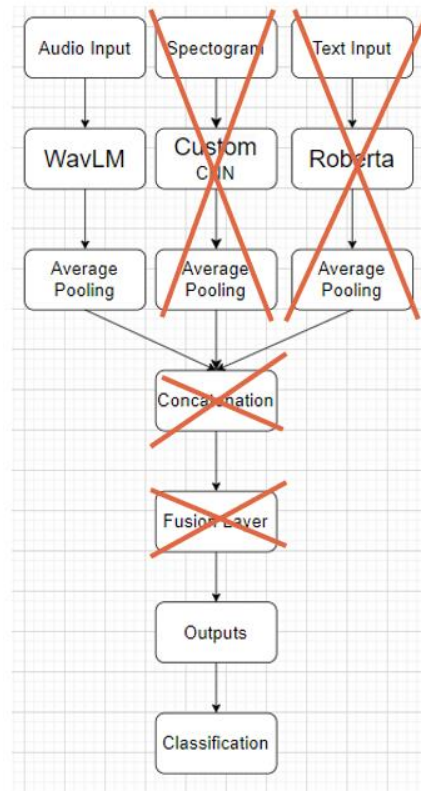 Audio Input
Spectogram
Text Input
WavLM
Custom
CNN
Roberta
Average
Pooling
Average
Pooling
Average
Pooling
Concatenation
Fusion Layer
Outputs
Classification